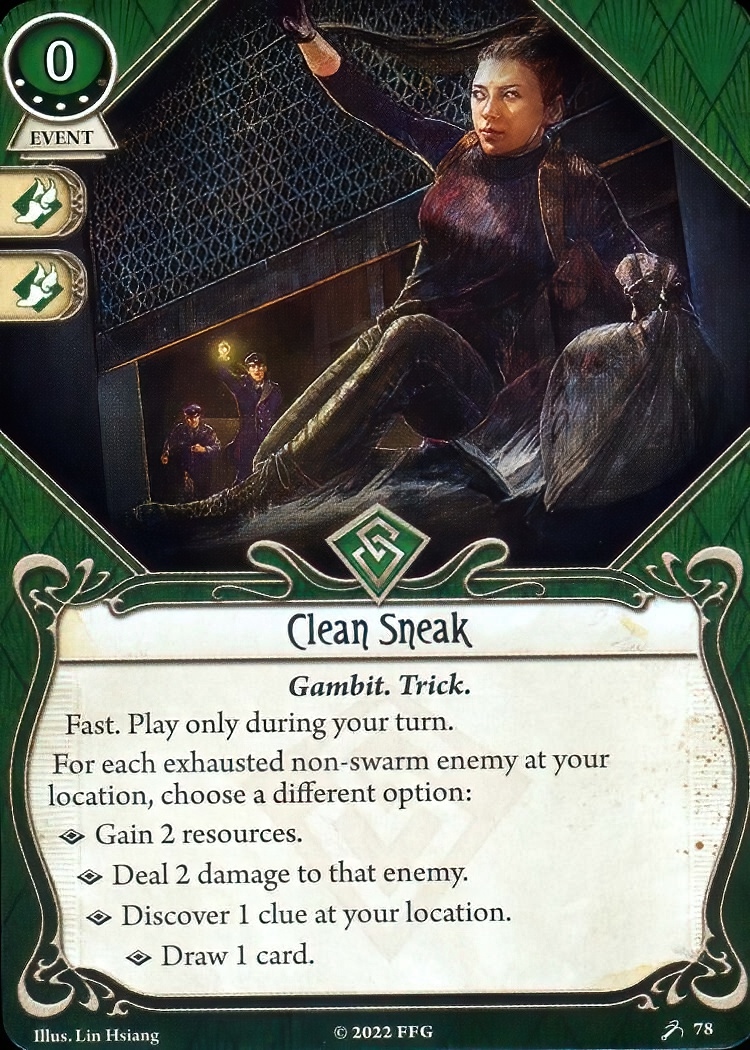 0
EVENT
Clean Sneak
Gambit. Trick.
Fast. Play only during your turn.
For each exhausted non-swarm enemy at your
location, choose a different option:
Gain 2 resources.
Deal 2 damage to that enemy.
Discover 1 clue at your location.
Draw 1 card.
Illus. Lin Hsiang
© 2022 FFG
78